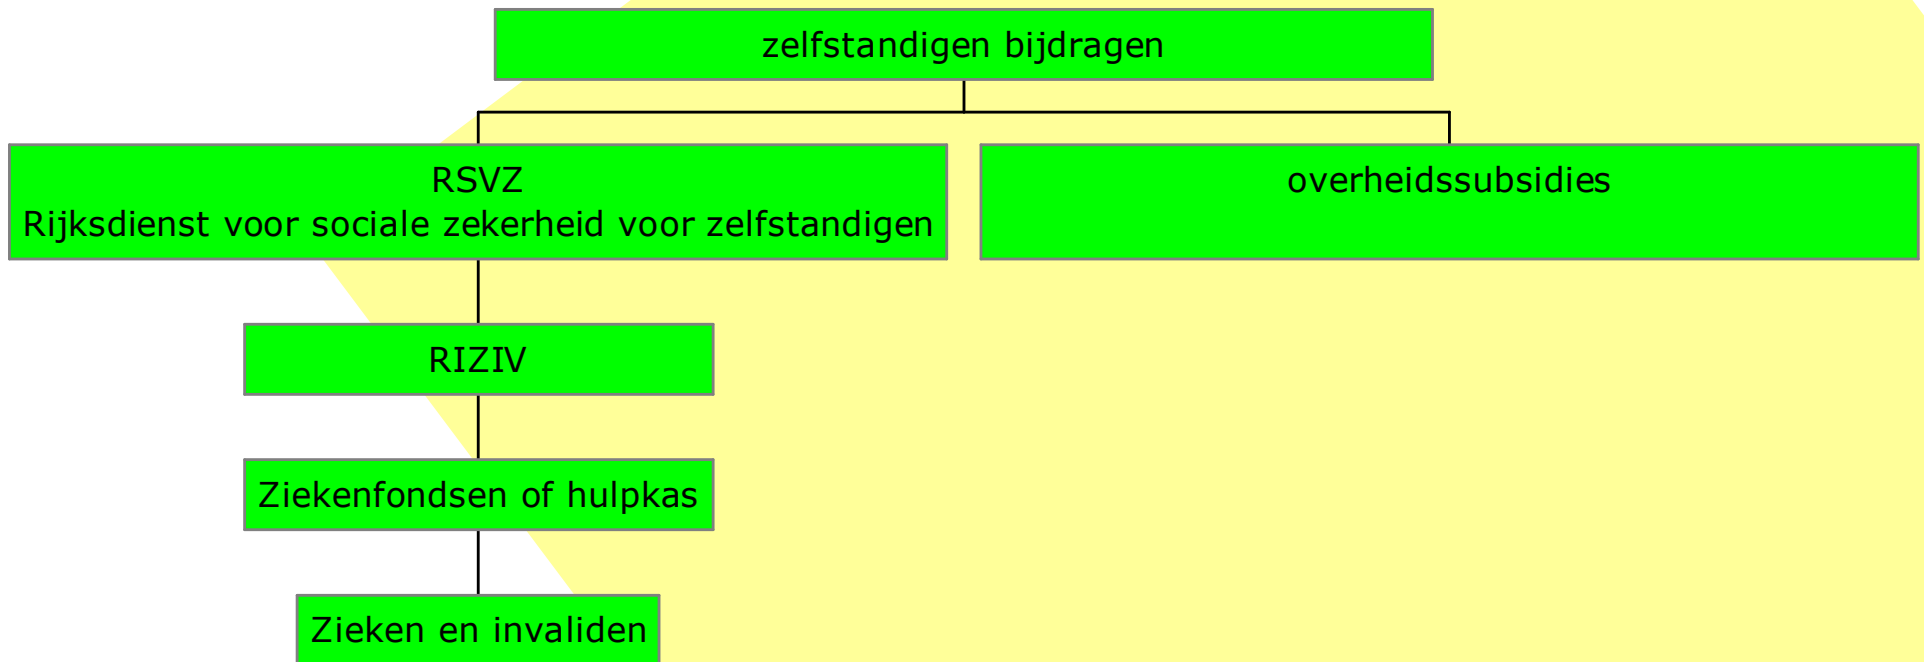 zelfstandigen bijdragen
RSVZ
Rijksdienst voor sociale zekerheid voor zelfstandigen
overheidssubsidies
RIZIV
Ziekenfondsen of hulpkas
Zieken en invaliden